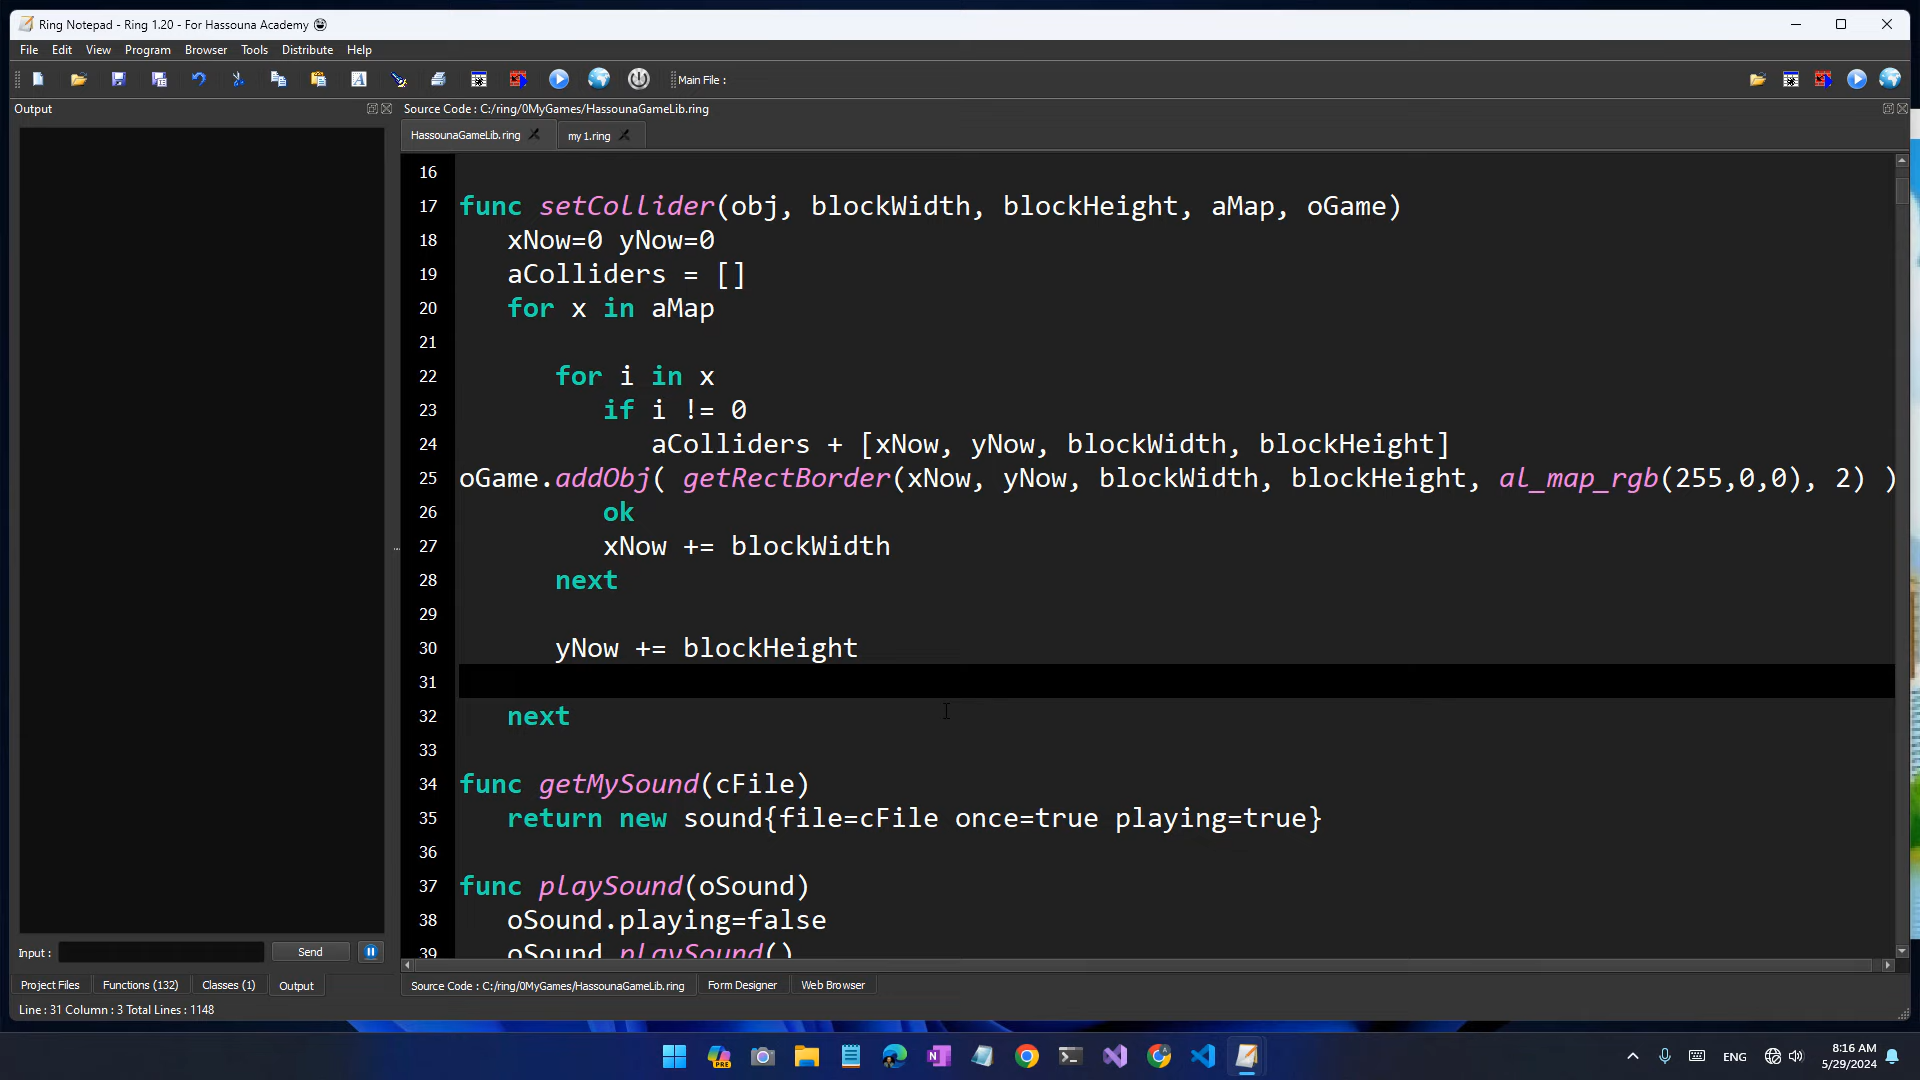 Ring Notepad - Ring 1.20 - For Hassouna Academy 😀
File Edit View Program Browser Tools Distribute Help
Main File :
Output
Source Code : C:/ring/0MyGames/HassounaGameLib.ring
HassounaGameLib.ring
my 1.ring
16
17 func setCollider(obj, blockWidth, blockHeight, aMap, oGame)
18 xNow=0 yNow=0
19 aColliders = []
20 for x in aMap
21
22 for i in x
23 if i != 0
24 aColliders + [xNow, yNow, blockWidth, blockHeight]
25 oGame.addObj( getRectBorder(xNow, yNow, blockWidth, blockHeight, al_map_rgb(255,0,0), 2) )
26 ok
27 xNow += blockWidth
28 next
29
30 yNow += blockHeight
31
32 next
33
34 func getMySound(cFile)
35 return new sound{file=cFile once=true playing=true}
36
37 func playSound(oSound)
38 oSound.playing=false
39 oSound.playSound()
Input :
Send
Project Files
Functions (132)
Classes (1)
Output
Source Code : C:/ring/0MyGames/HassounaGameLib.ring
Form Designer
Web Browser
Line : 31 Column : 3 Total Lines : 1148
PRE
ENG
8:16 AM
5/29/2024